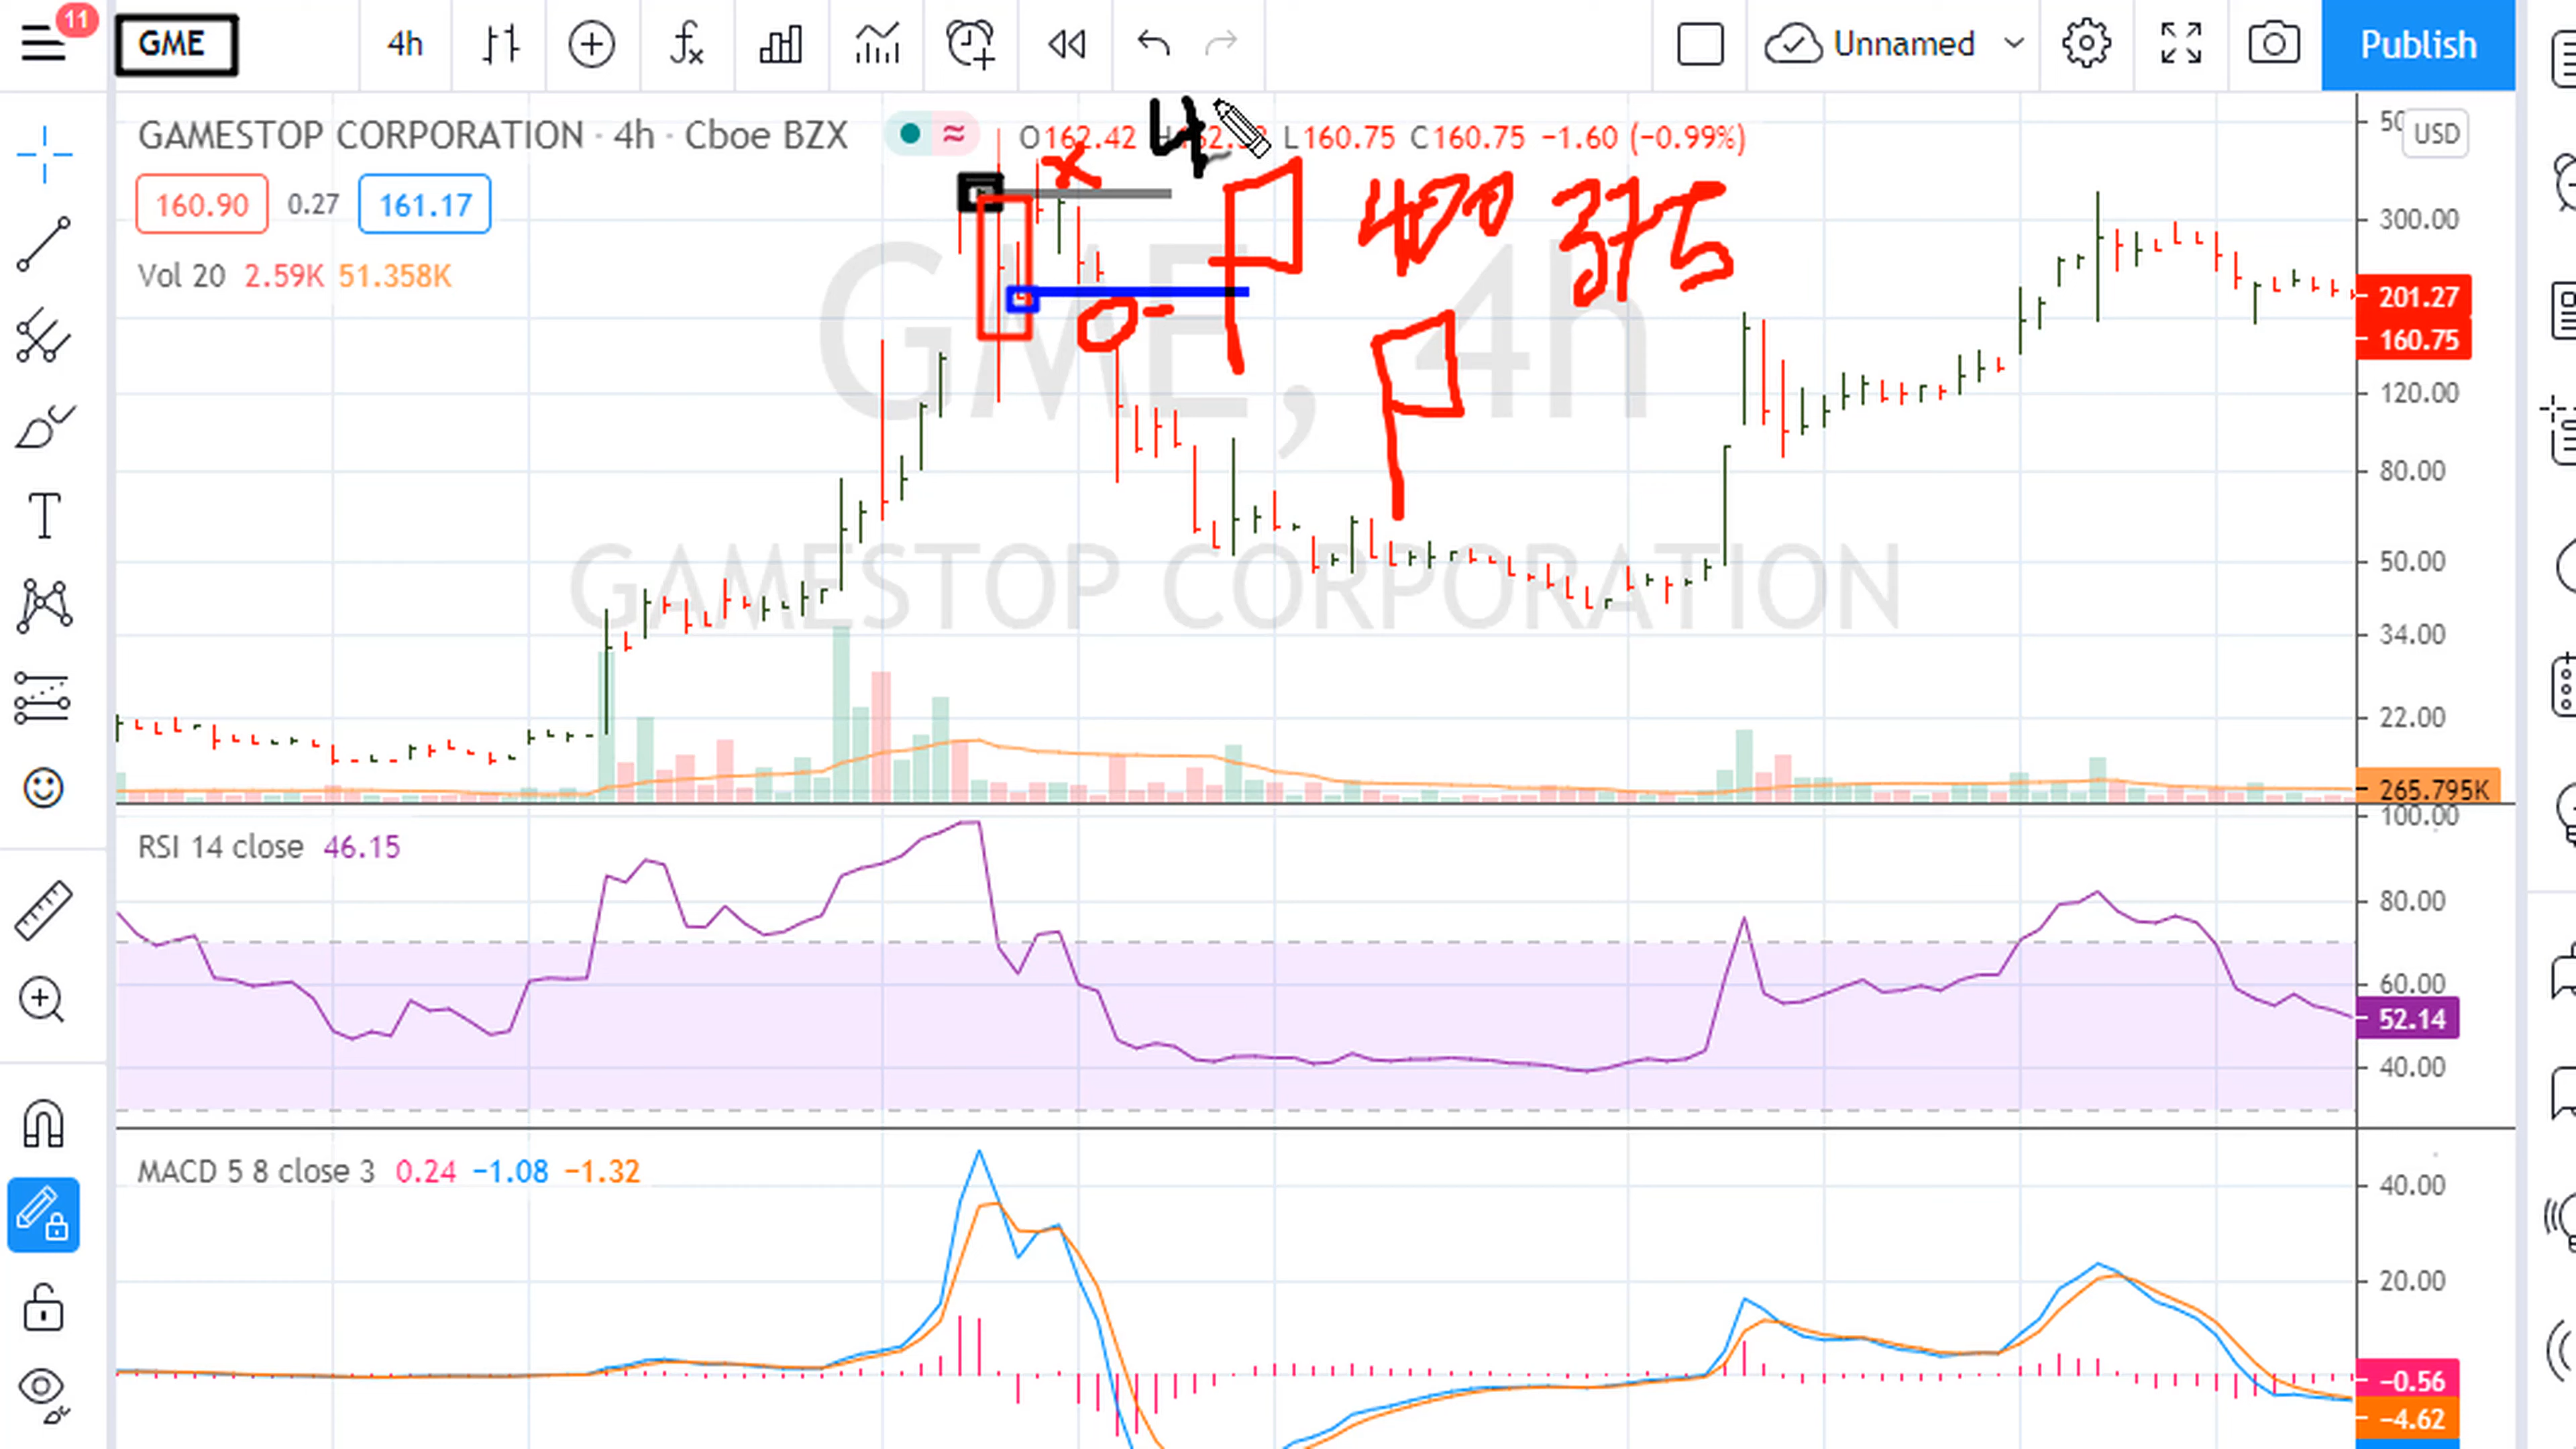 11
GME 4h Unnamed Publish
GAMESTOP CORPORATION · 4h · Cboe BZX O162.42 L160.75 C160.75 −1.60 (−0.99%)
4
USD
160.90 0.27 161.17
Vol 20 2.59K 51.358K
x
400 375
0-
P
P
GME, 4h
GAMESTOP CORPORATION
300.00
201.27
160.75
120.00
80.00
50.00
34.00
22.00
265.795K
100.00
RSI 14 close 46.15
80.00
60.00
52.14
40.00
MACD 5 8 close 3 0.24 −1.08 −1.32
40.00
20.00
−0.56
−4.62